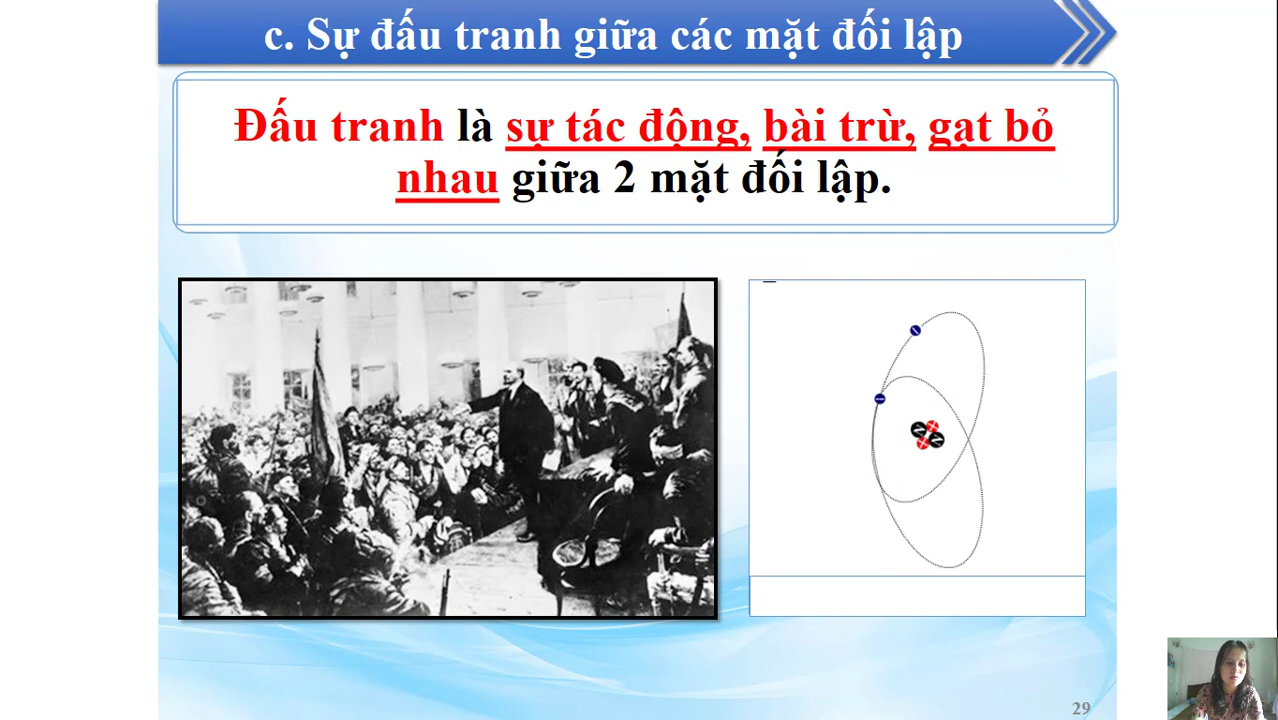 c. Sự đấu tranh giữa các mặt đối lập
Đấu tranh là sự tác động, bài trừ, gạt bỏ
nhau giữa 2 mặt đối lập.
N
N
29